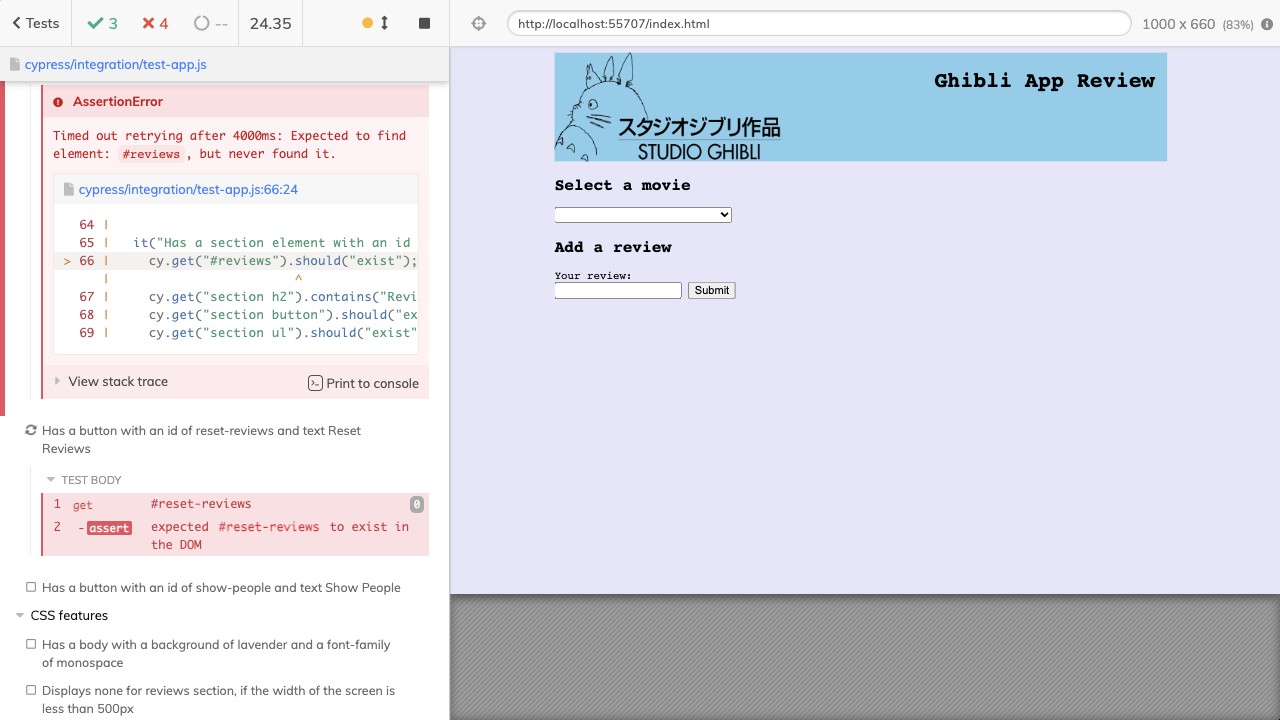 Tests
3
4
--
24.35
http://localhost:55707/index.html
1000 x 660 (83%)
cypress/integration/test-app.js
AssertionError
Timed out retrying after 4000ms: Expected to find
element: #reviews, but never found it.
cypress/integration/test-app.js:66:24
64 |
65 | it("Has a section element with an id
> 66 | cy.get("#reviews").should("exist");
| ^
67 | cy.get("section h2").contains("Revi
68 | cy.get("section button").should("ex
69 | cy.get("section ul").should("exist"
View stack trace
Print to console
Has a button with an id of reset-reviews and text Reset
Reviews
TEST BODY
1 get #reset-reviews 0
2 -assert expected #reset-reviews to exist in
the DOM
Has a button with an id of show-people and text Show People
CSS features
Has a body with a background of lavender and a font-family
of monospace
Displays none for reviews section, if the width of the screen is
less than 500px
Ghibli App Review
スタジオジブリ作品
STUDIO GHIBLI
Select a movie
Add a review
Your review:
Submit